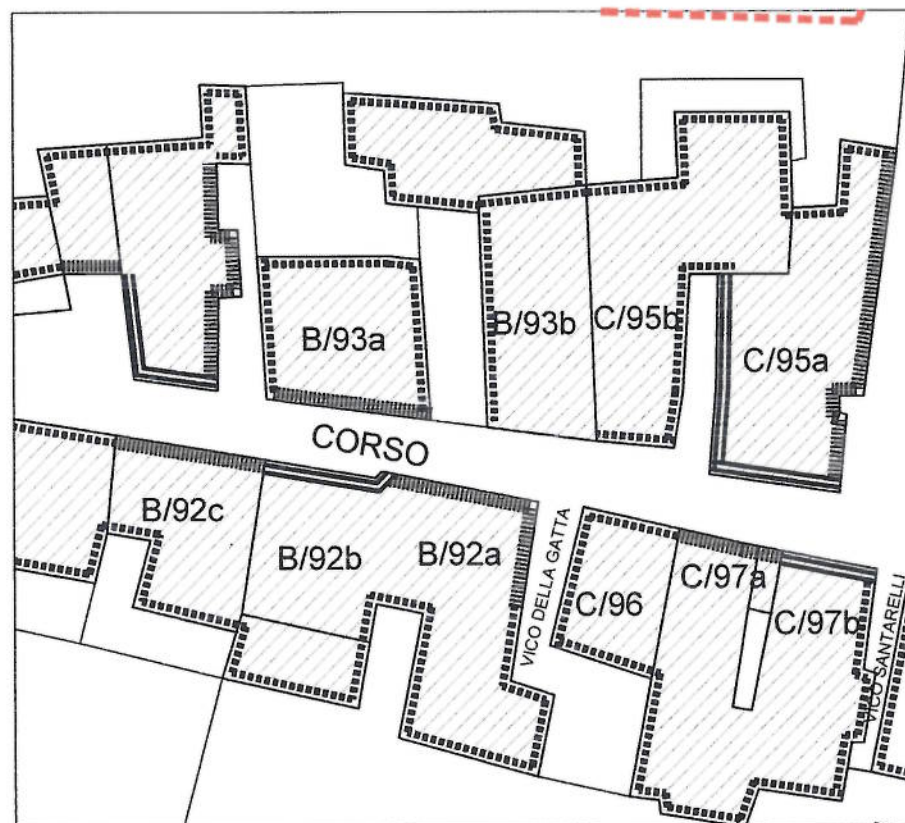 B/93a
B/93b
C/95b
C/95a
CORSO
B/92c
B/92b
B/92a
VICO DELLA GATTA
C/96
C/97a
C/97b
VICO SANTARELLI